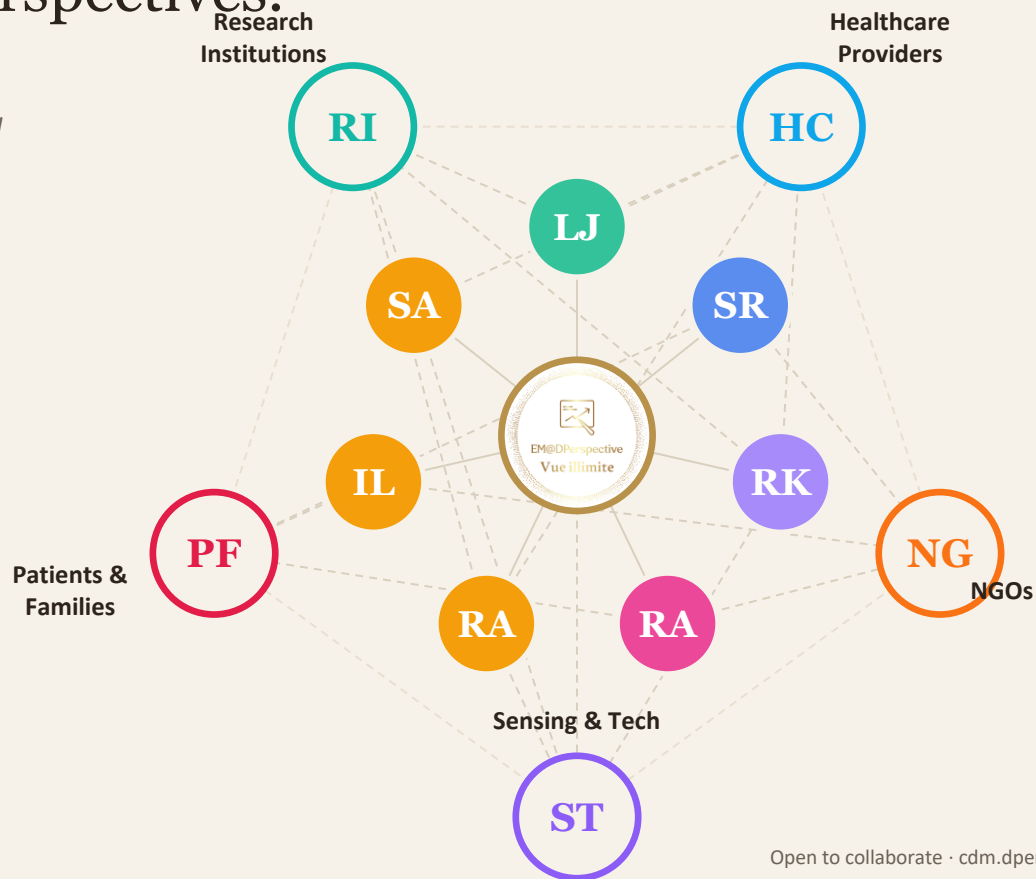 rspectives.
Research
Institutions
Healthcare
Providers
RI
HC
LJ
SA
SR
EM@DPerspective
Vue illimite
IL
RK
PF
NG
Patients &
Families
NGOs
RA
RA
Sensing & Tech
ST
Open to collaborate · cdm.dpe